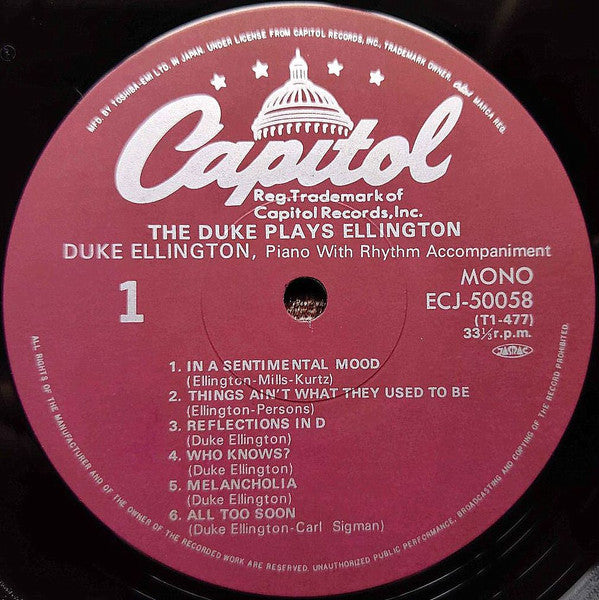 MFD. BY TOSHIBA-EMI LTD. IN JAPAN. UNDER LICENSE FROM CAPITOL RECORDS, INC., TRADEMARK OWNER. Capitol MARCA REG.
Capitol
Reg.Trademark of
Capitol Records,Inc.
THE DUKE PLAYS ELLINGTON
DUKE ELLINGTON, Piano With Rhythm Accompaniment
1
MONO
ECJ-50058
(T1-477)
33⅓r.p.m.
JASRAC
1. IN A SENTIMENTAL MOOD
(Ellington-Mills-Kurtz)
2. THINGS AIN'T WHAT THEY USED TO BE
(Ellington-Persons)
3. REFLECTIONS IN D
(Duke Ellington)
4. WHO KNOWS?
(Duke Ellington)
5. MELANCHOLIA
(Duke Ellington)
6. ALL TOO SOON
(Duke Ellington-Carl Sigman)
ALL RIGHTS OF THE MANUFACTURER AND OF THE OWNER OF THE RECORDED WORK ARE RESERVED. UNAUTHORIZED PUBLIC PERFORMANCE, BROADCASTING AND COPYING OF THE RECORD PROHIBITED.